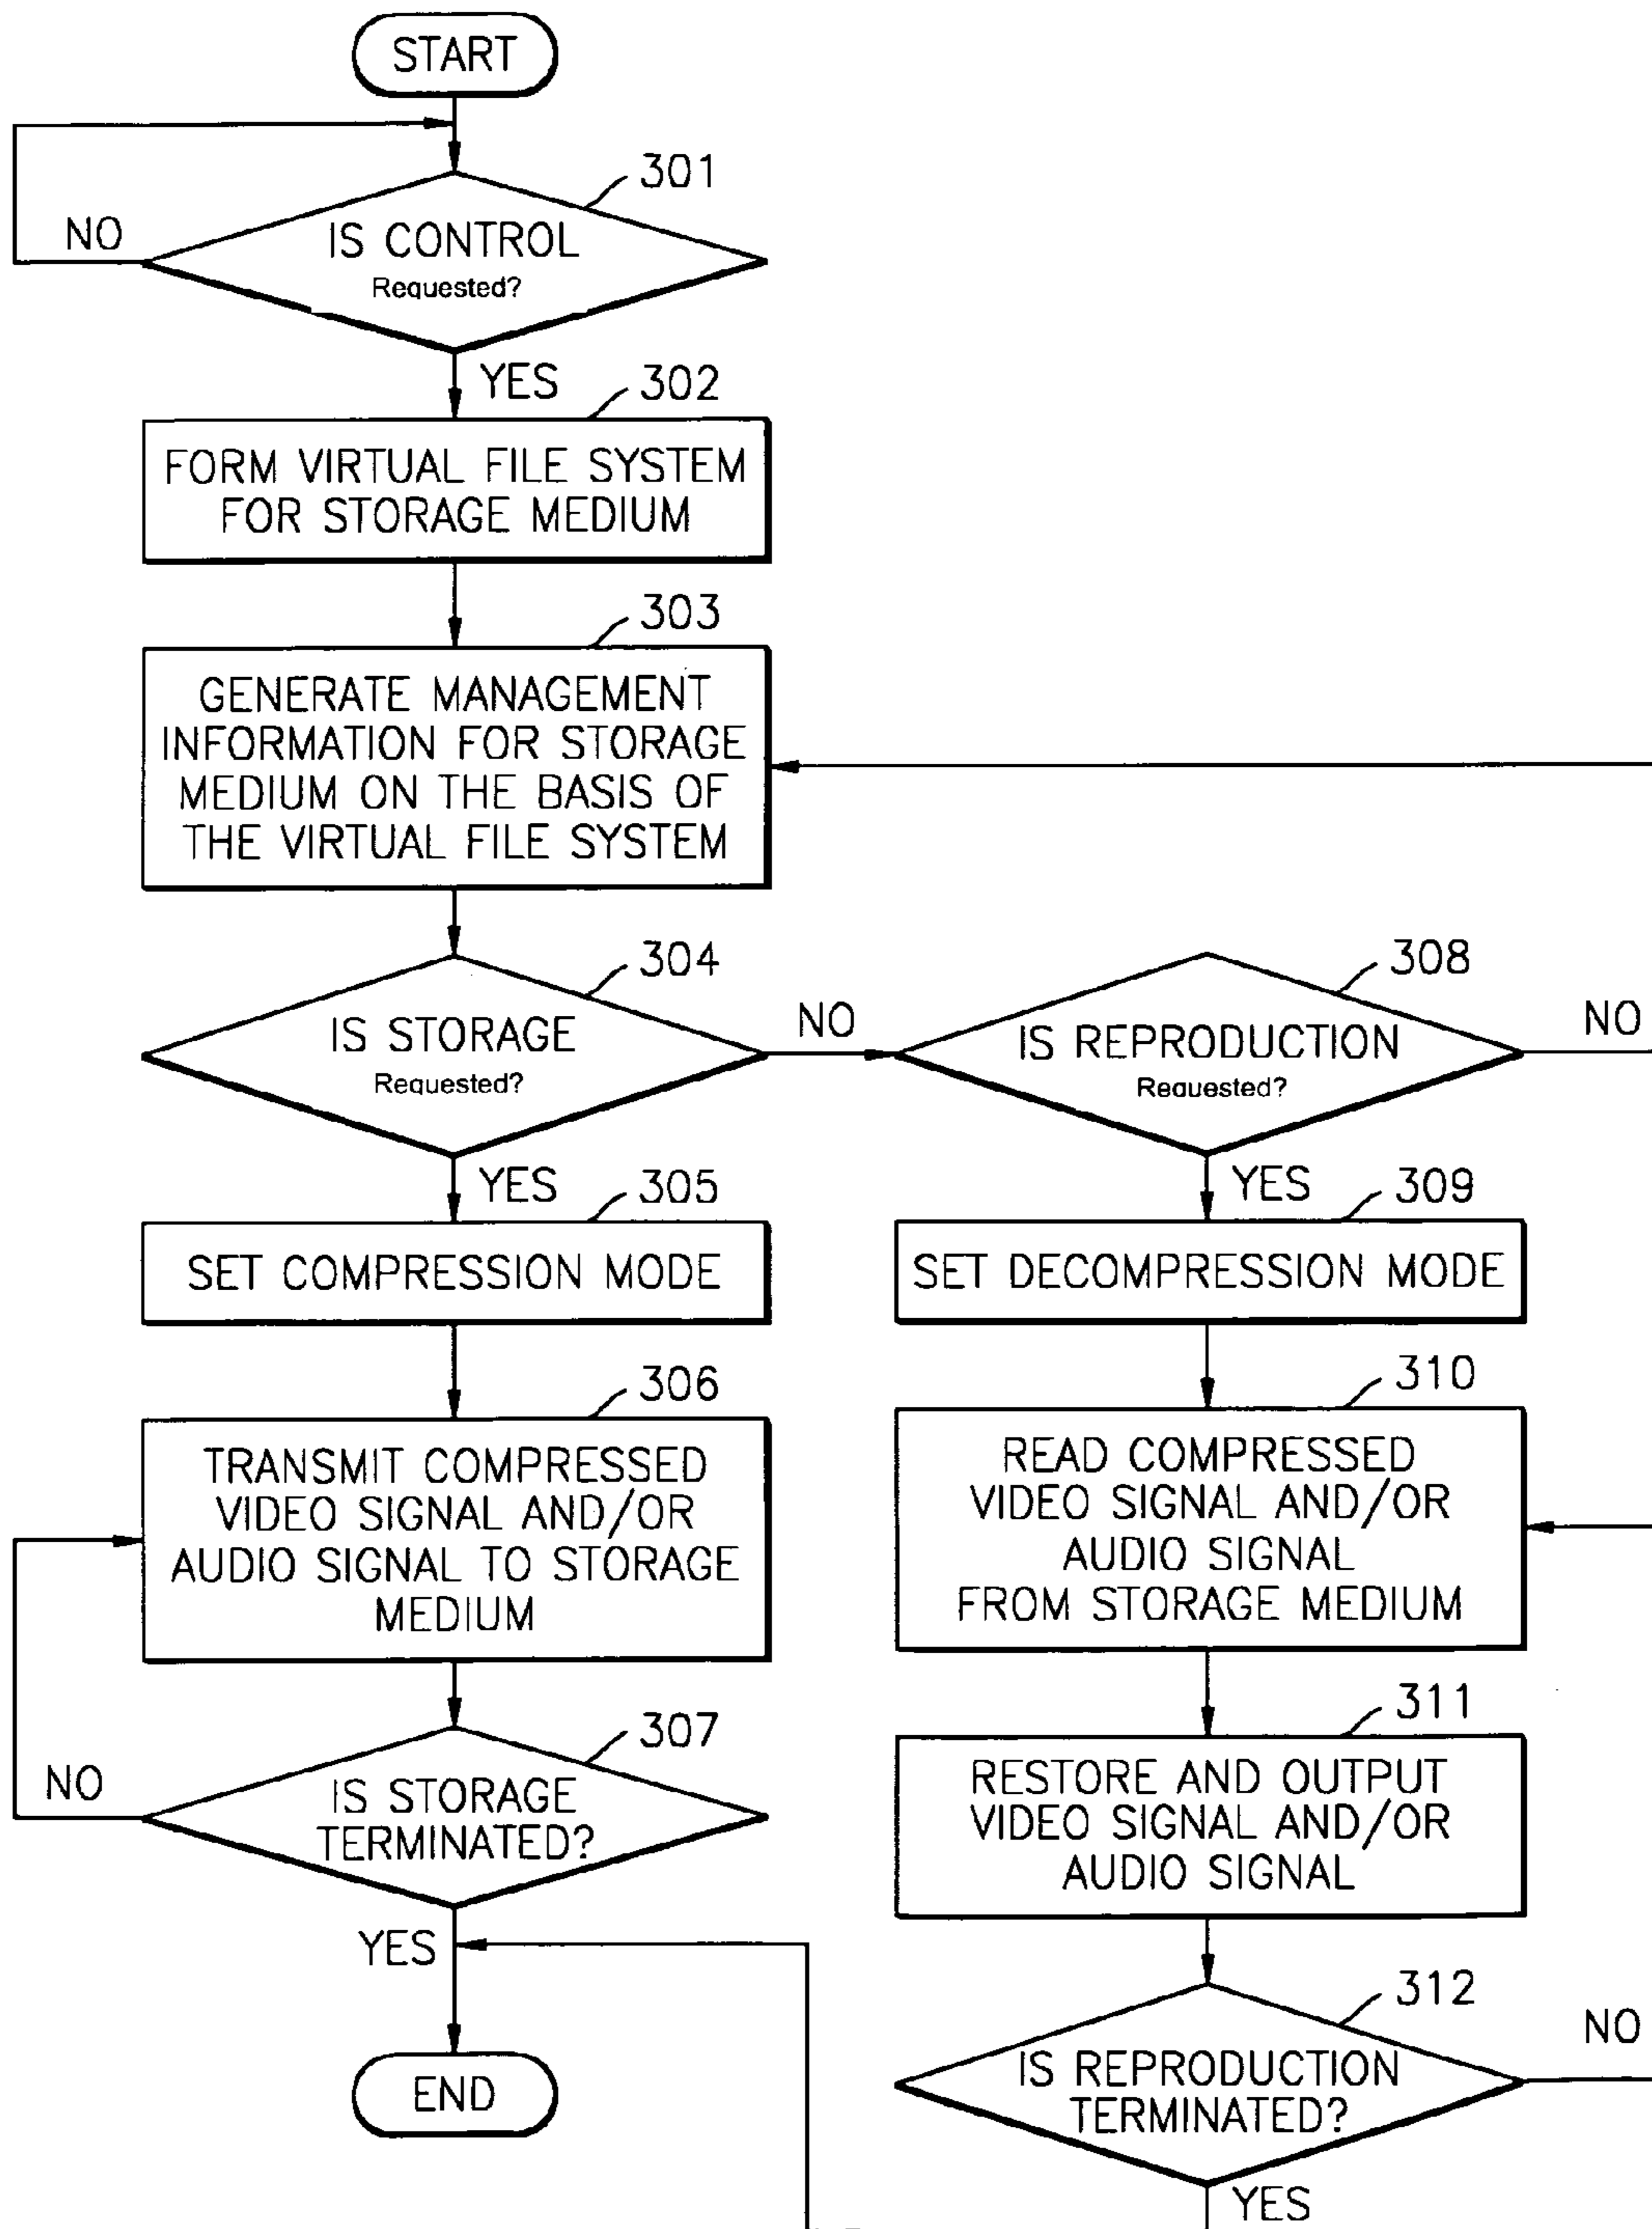 START
301
NO
IS CONTROL
Requested?
YES
302
FORM VIRTUAL FILE SYSTEM
FOR STORAGE MEDIUM
303
GENERATE MANAGEMENT
INFORMATION FOR STORAGE
MEDIUM ON THE BASIS OF
THE VIRTUAL FILE SYSTEM
304
IS STORAGE
Requested?
NO
308
IS REPRODUCTION
Requested?
NO
YES
305
SET COMPRESSION MODE
YES
309
SET DECOMPRESSION MODE
306
TRANSMIT COMPRESSED
VIDEO SIGNAL AND/OR
AUDIO SIGNAL TO STORAGE
MEDIUM
310
READ COMPRESSED
VIDEO SIGNAL AND/OR
AUDIO SIGNAL
FROM STORAGE MEDIUM
307
NO
IS STORAGE
TERMINATED?
YES
311
RESTORE AND OUTPUT
VIDEO SIGNAL AND/OR
AUDIO SIGNAL
312
NO
IS REPRODUCTION
TERMINATED?
YES
END